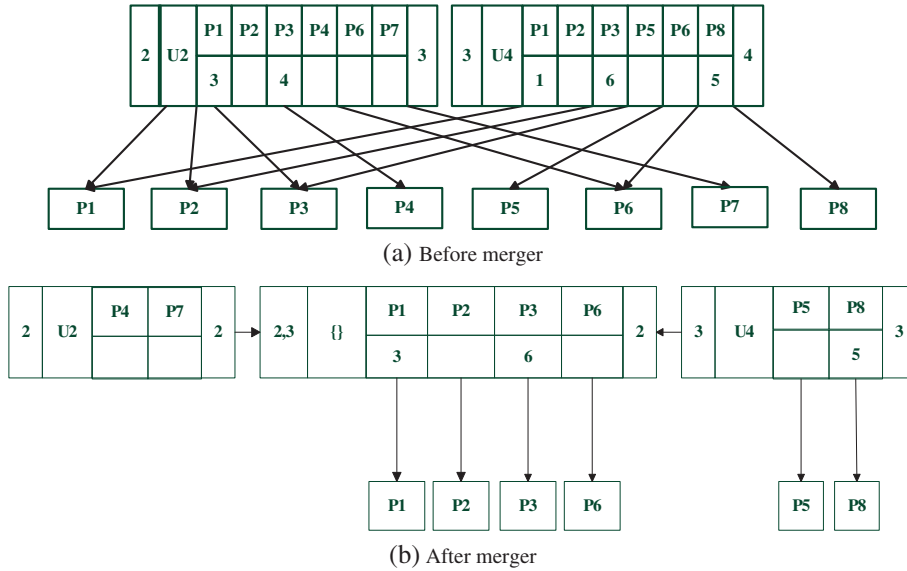 P1 P2 P3 P4 P6 P7 P1 P2 P3 P5 P6 P8
2 U2 3 3 U4 4
3 4 1 6 5
P1 P2 P3 P4 P5 P6 P7 P8
(a) Before merger
P4 P7 P1 P2 P3 P6 P5 P8
2 U2 2 2,3 {} 2 3 U4 3
3 6 5
P1 P2 P3 P6 P5 P8
(b) After merger